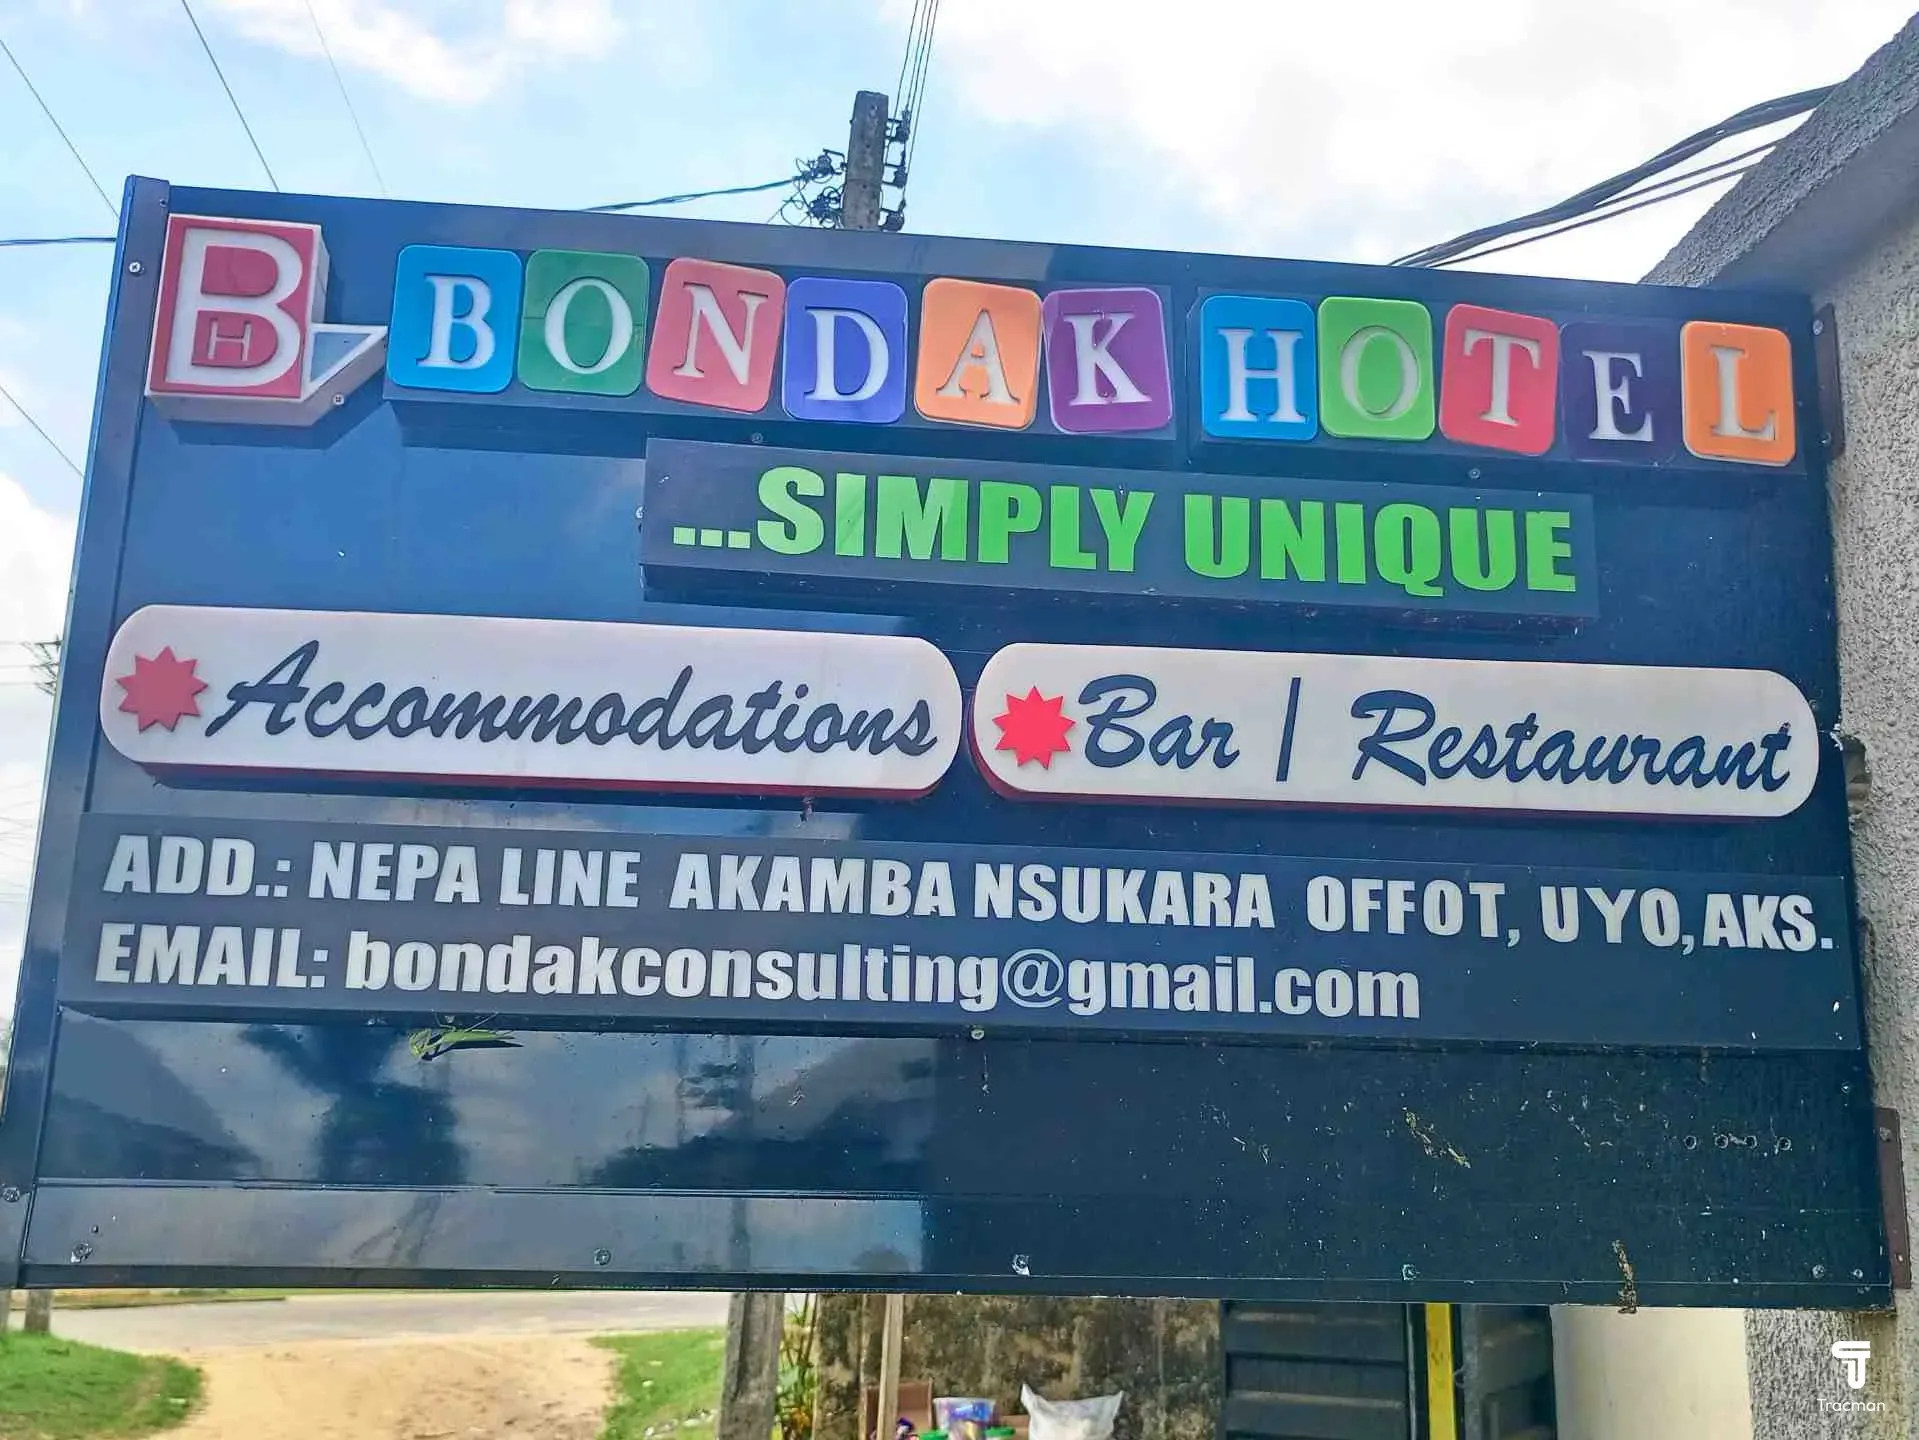 BH BONDAK HOTEL
...SIMPLY UNIQUE
Accommodations Bar | Restaurant
ADD.: NEPA LINE AKAMBA NSUKARA OFFOT, UYO, AKS.
EMAIL: bondakconsulting@gmail.com
Tracman